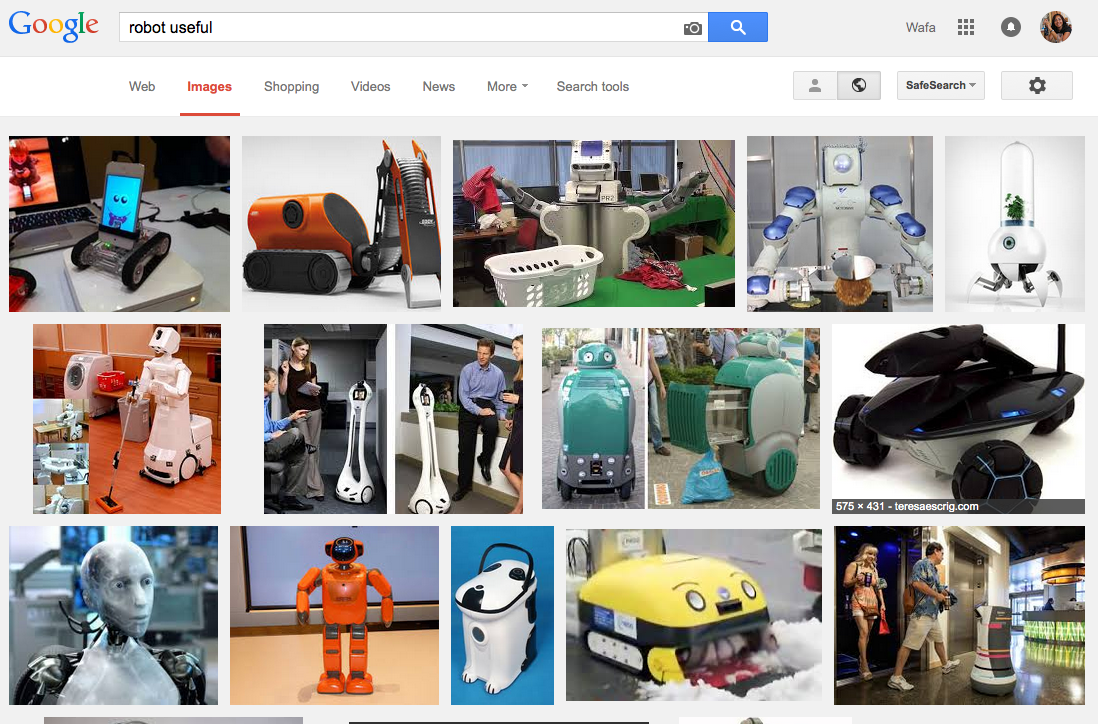 Google
robot useful
Wafa
Web
Images
Shopping
Videos
News
More
Search tools
SafeSearch
PR2
575 × 431 - teresaescrig.com